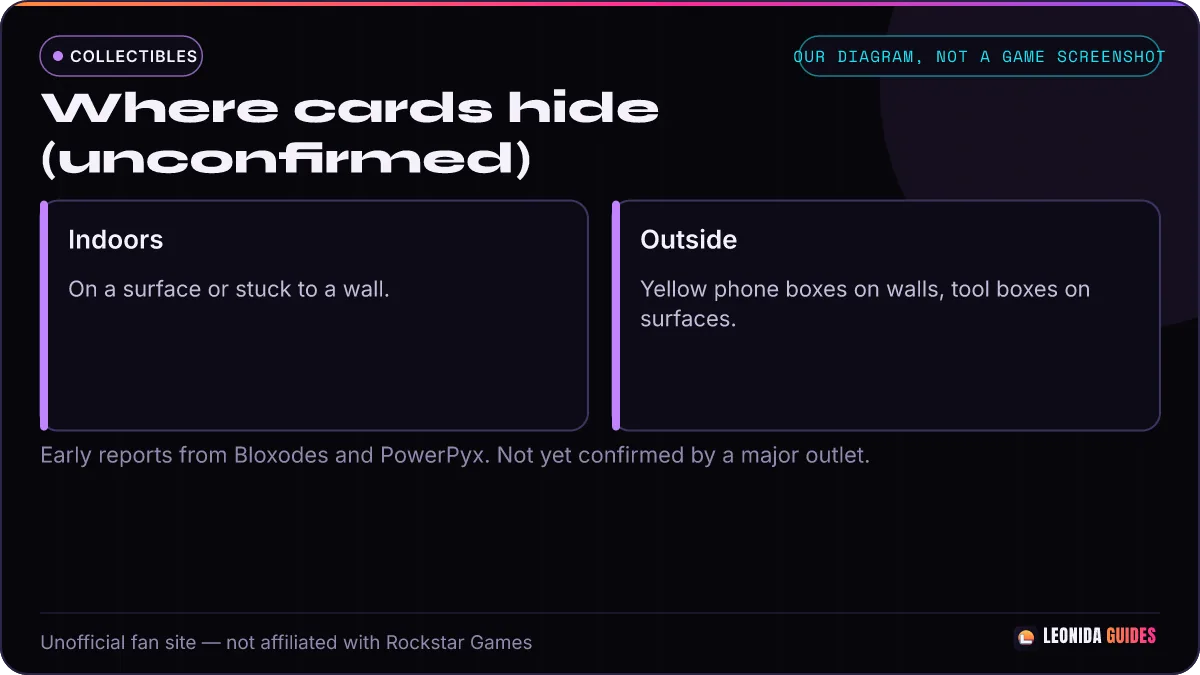 COLLECTIBLES
OUR DIAGRAM, NOT A GAME SCREENSHOT
Where cards hide
(unconfirmed)
Indoors
On a surface or stuck to a wall.
Outside
Yellow phone boxes on walls, tool boxes on
surfaces.
Early reports from Bloxodes and PowerPyx. Not yet confirmed by a major outlet.
Unofficial fan site — not affiliated with Rockstar Games
LEONIDA GUIDES